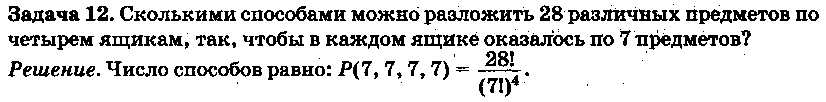 Задача 12. Сколькими способами можно разложить 28 различных предметов по
четырем ящикам, так, чтобы в каждом ящике оказалось по 7 предметов?
Решение. Число способов равно: P(7, 7, 7, 7) = 28!/(7!)⁴.